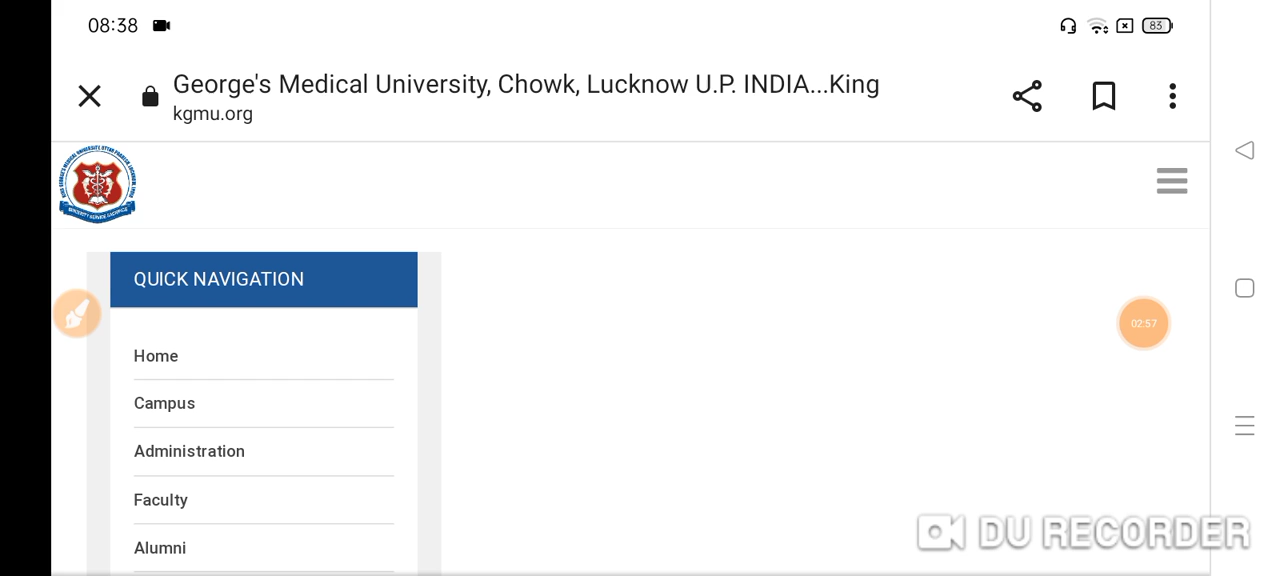 08:38
83
George's Medical University, Chowk, Lucknow U.P. INDIA...King
kgmu.org
QUICK NAVIGATION
Home
02:57
Campus
Administration
Faculty
Alumni
DU RECORDER